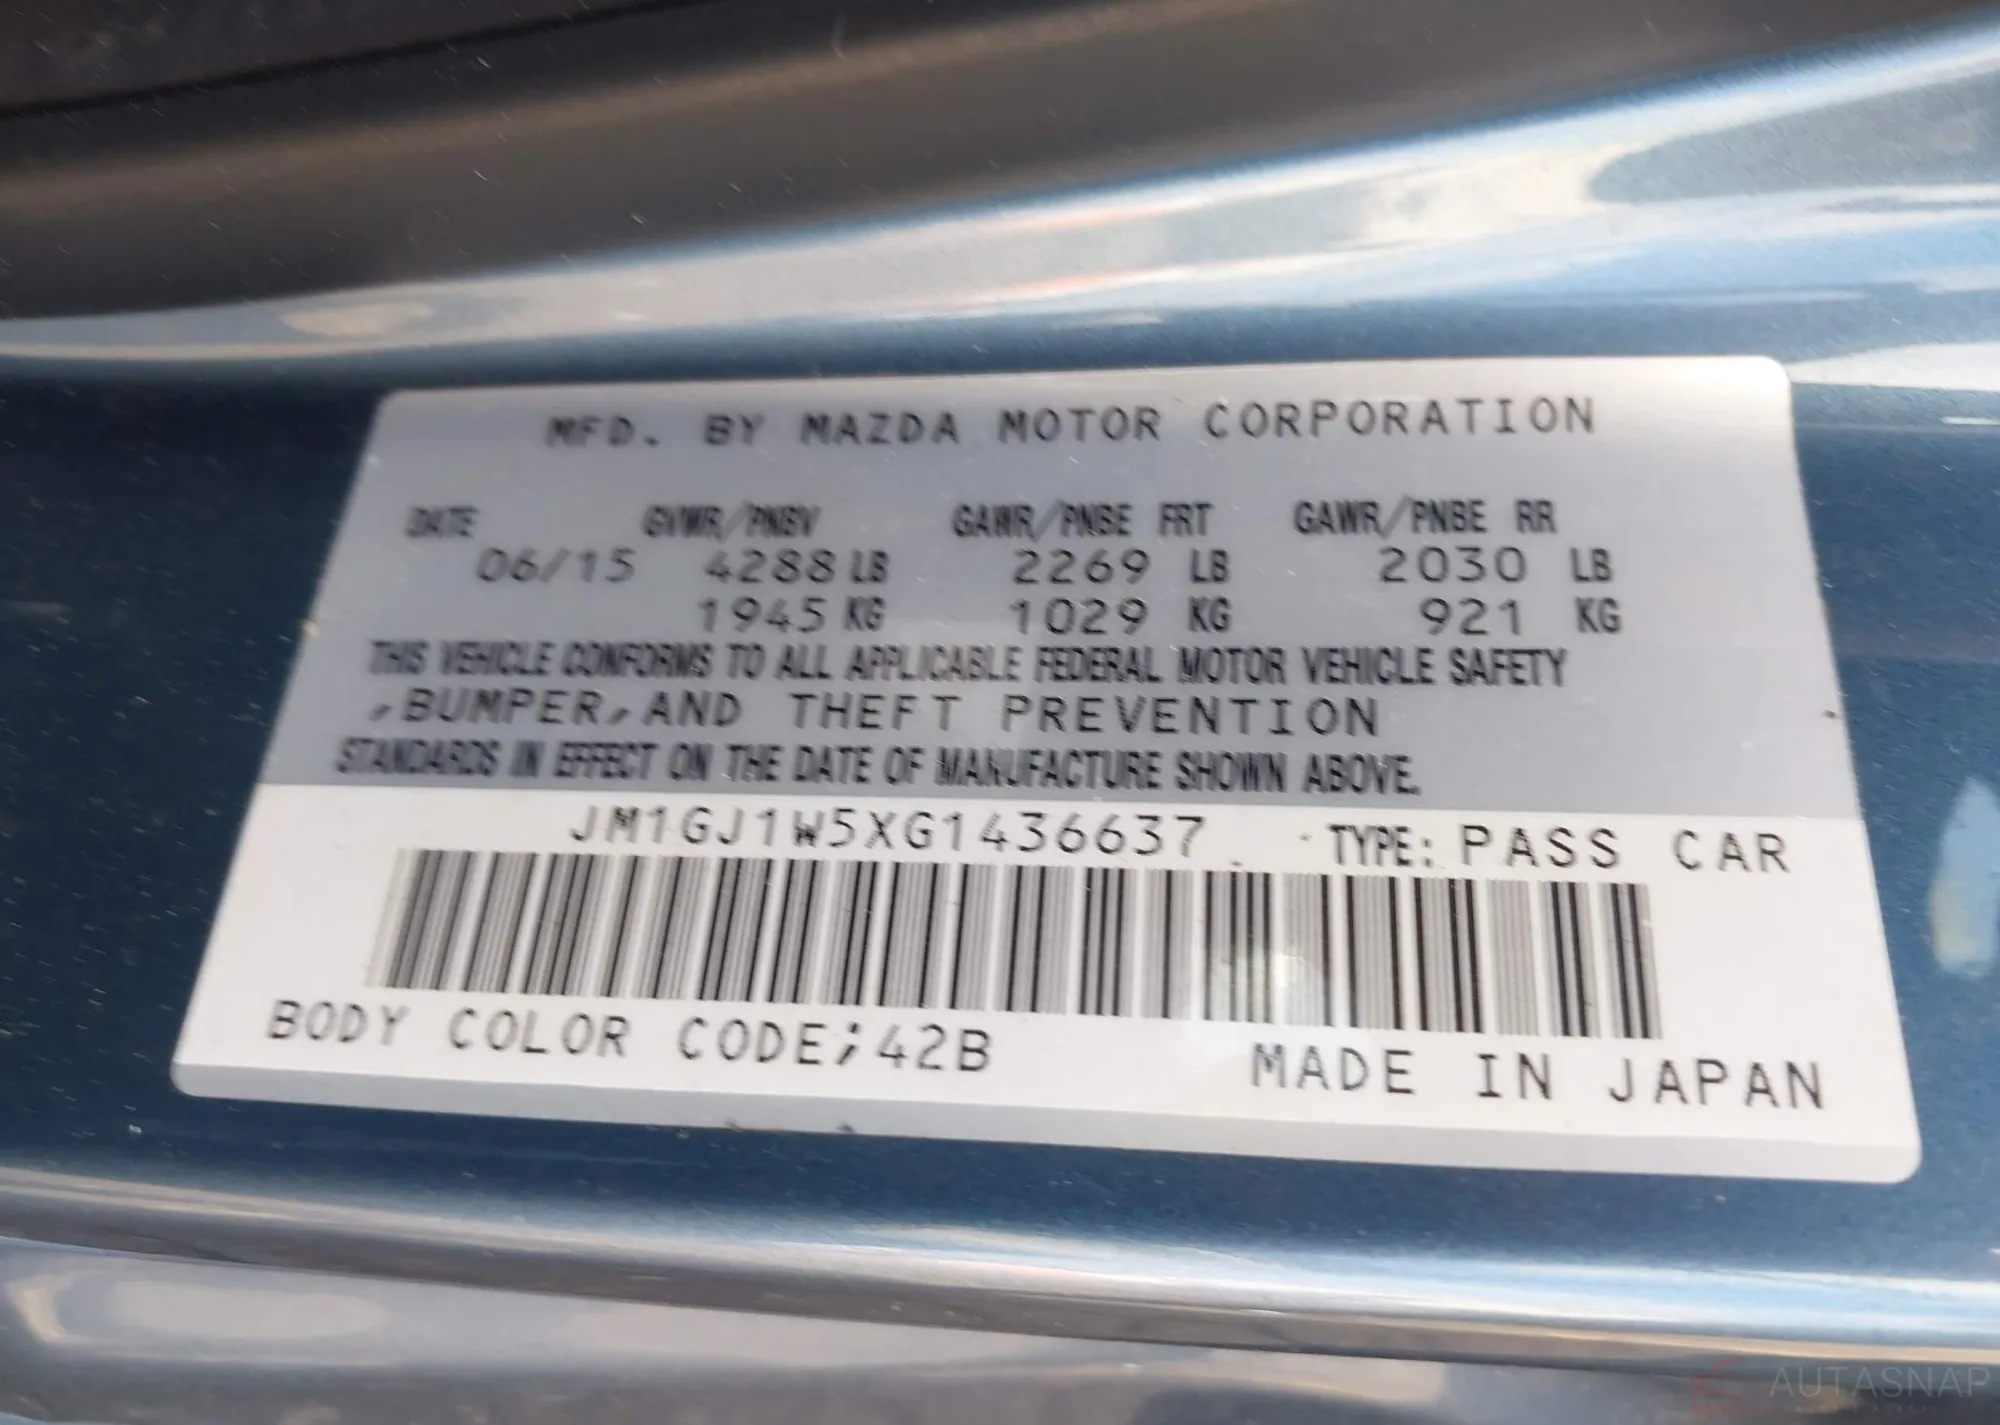 MFD. BY MAZDA MOTOR CORPORATION
DATE GVWR/PNBV GAWR/PNBE FRT GAWR/PNBE RR
06/15 4288 LB 2269 LB 2030 LB
1945 KG 1029 KG 921 KG
THIS VEHICLE CONFORMS TO ALL APPLICABLE FEDERAL MOTOR VEHICLE SAFETY
,BUMPER,AND THEFT PREVENTION
STANDARDS IN EFFECT ON THE DATE OF MANUFACTURE SHOWN ABOVE.
JM1GJ1W5XG1436637 TYPE: PASS CAR
BODY COLOR CODE;42B MADE IN JAPAN
AUTASNAP